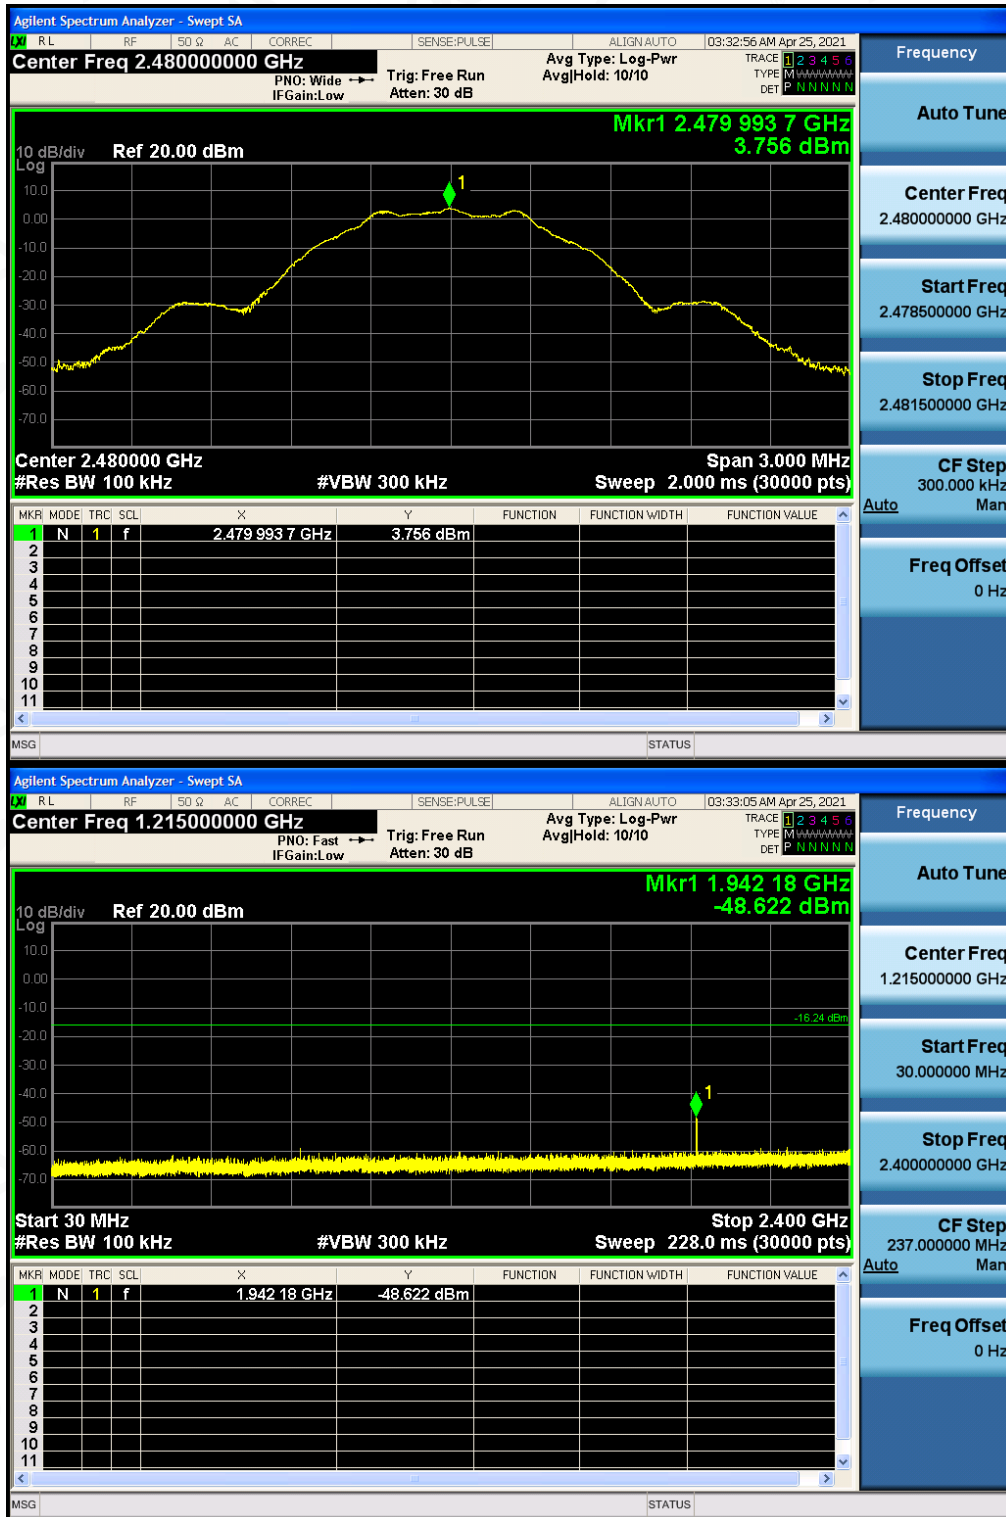 Agilent Spectrum Analyzer - Swept SA
LXI RL RF 50 Ω AC CORREC SENSE:PULSE ALIGN AUTO 03:32:56 AM Apr 25, 2021
Center Freq 2.480000000 GHz
PNO: Wide
IFGain:Low
Trig: Free Run
Atten: 30 dB
Avg Type: Log-Pwr
Avg|Hold: 10/10
TRACE 1 2 3 4 5 6
TYPE M WWWWW
DET P N N N N N
Mkr1 2.479 993 7 GHz
3.756 dBm
10 dB/div Ref 20.00 dBm
Log
1
10.0
0.00
-10.0
-20.0
-30.0
-40.0
-50.0
-60.0
-70.0
Center 2.480000 GHz Span 3.000 MHz
#Res BW 100 kHz #VBW 300 kHz Sweep 2.000 ms (30000 pts)
MKR MODE TRC SCL X Y FUNCTION FUNCTION WIDTH FUNCTION VALUE
1 N 1 f 2.479 993 7 GHz 3.756 dBm
2
3
4
5
6
7
8
9
10
11
MSG STATUS
Frequency
Auto Tune
Center Freq
2.480000000 GHz
Start Freq
2.478500000 GHz
Stop Freq
2.481500000 GHz
CF Step
300.000 kHz
Auto Man
Freq Offset
0 Hz
Agilent Spectrum Analyzer - Swept SA
LXI RL RF 50 Ω AC CORREC SENSE:PULSE ALIGN AUTO 03:33:05 AM Apr 25, 2021
Center Freq 1.215000000 GHz
PNO: Fast
IFGain:Low
Trig: Free Run
Atten: 30 dB
Avg Type: Log-Pwr
Avg|Hold: 10/10
TRACE 1 2 3 4 5 6
TYPE M WWWWW
DET P N N N N N
Mkr1 1.942 18 GHz
-48.622 dBm
10 dB/div Ref 20.00 dBm
Log
10.0
0.00
-10.0
-16.24 dBm
-20.0
-30.0
-40.0
1
-50.0
-60.0
-70.0
Start 30 MHz Stop 2.400 GHz
#Res BW 100 kHz #VBW 300 kHz Sweep 228.0 ms (30000 pts)
MKR MODE TRC SCL X Y FUNCTION FUNCTION WIDTH FUNCTION VALUE
1 N 1 f 1.942 18 GHz -48.622 dBm
2
3
4
5
6
7
8
9
10
11
MSG STATUS
Frequency
Auto Tune
Center Freq
1.215000000 GHz
Start Freq
30.000000 MHz
Stop Freq
2.400000000 GHz
CF Step
237.000000 MHz
Auto Man
Freq Offset
0 Hz